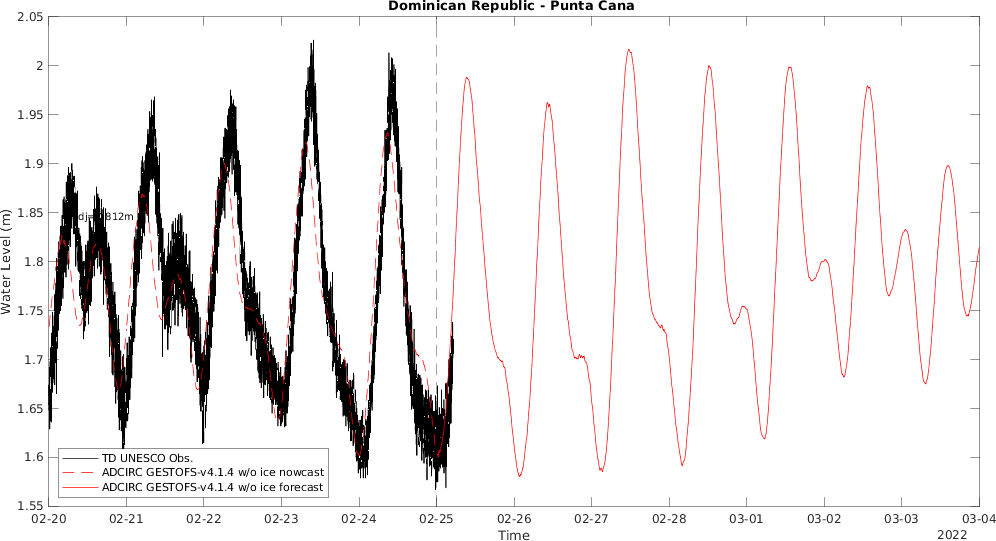 Dominican Republic - Punta Cana
2.05
2
1.95
1.9
1.85
1.8
1.75
1.7
1.65
1.6
1.55
Water Level (m)
812m
TD UNESCO Obs.
ADCIRC GESTOFS-v4.1.4 w/o ice nowcast
ADCIRC GESTOFS-v4.1.4 w/o ice forecast
02-20 02-21 02-22 02-23 02-24 02-25 02-26 02-27 02-28 03-01 03-02 03-03 03-04
Time
2022